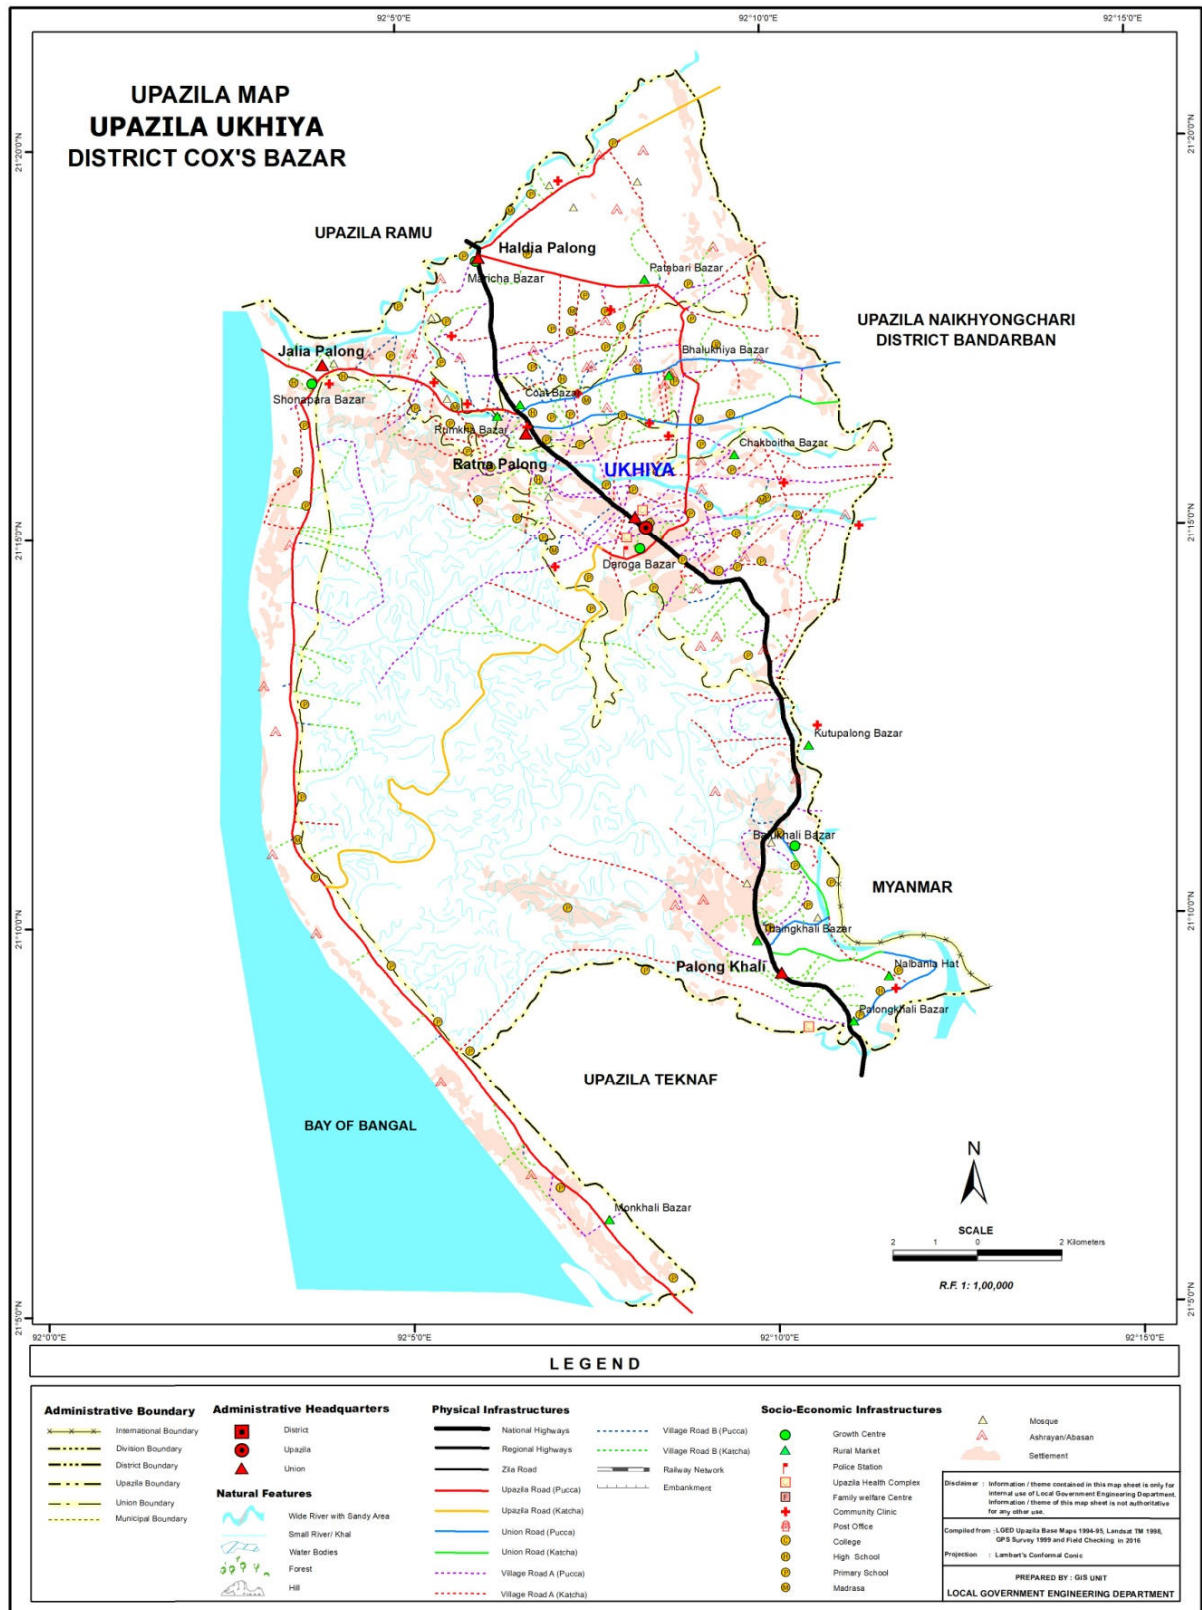 92°5'0"E
92°10'0"E
92°15'0"E
UPAZILA MAP
UPAZILA UKHIYA
DISTRICT COX'S BAZAR
21°20'0"N
21°20'0"N
UPAZILA RAMU
Haldia Palong
Maricha Bazar
Patabari Bazar
UPAZILA NAIKHYONGCHARI
DISTRICT BANDARBAN
Jalia Palong
Bhalukhiya Bazar
Shonapara Bazar
Coat Bazar
Rumkha Bazar
Chakboitha Bazar
Ratna Palong
UKHIYA
21°15'0"N
21°15'0"N
Daroga Bazar
Kutupalong Bazar
Balukhali Bazar
MYANMAR
21°10'0"N
21°10'0"N
Thaingkhali Bazar
Palong Khali
Nalbania Hat
Palongkhali Bazar
UPAZILA TEKNAF
BAY OF BANGAL
Monkhali Bazar
N
SCALE
2 1 0 2 Kilometers
R.F. 1: 1,00,000
21°5'0"N
21°5'0"N
92°0'0"E
92°5'0"E
92°10'0"E
92°15'0"E
LEGEND
Administrative Boundary
International Boundary
Division Boundary
District Boundary
Upazila Boundary
Union Boundary
Municipal Boundary
Administrative Headquarters
District
Upazila
Union
Natural Features
Wide River with Sandy Area
Small River/ Khal
Water Bodies
Forest
Hill
Physical Infrastructures
National Highways
Regional Highways
Zila Road
Upazila Road (Pucca)
Upazila Road (Katcha)
Union Road (Pucca)
Union Road (Katcha)
Village Road A (Pucca)
Village Road A (Katcha)
Village Road B (Pucca)
Village Road B (Katcha)
Railway Network
Embankment
Socio-Economic Infrastructures
Growth Centre
Rural Market
Police Station
Upazila Health Complex
Family welfare Centre
Community Clinic
Post Office
College
High School
Primary School
Madrasa
Mosque
Ashrayan/Abasan
Settlement
Disclaimer : Information / theme contained in this map sheet is only for
internal use of Local Government Engineering Department.
Information / theme of this map sheet is not authoritative
for any other use.
Compiled from : LGED Upazila Base Maps 1994-95, Landsat TM 1998,
GPS Survey 1999 and Field Checking in 2016
Projection : Lambert's Conformal Conic
PREPARED BY : GIS UNIT
LOCAL GOVERNMENT ENGINEERING DEPARTMENT